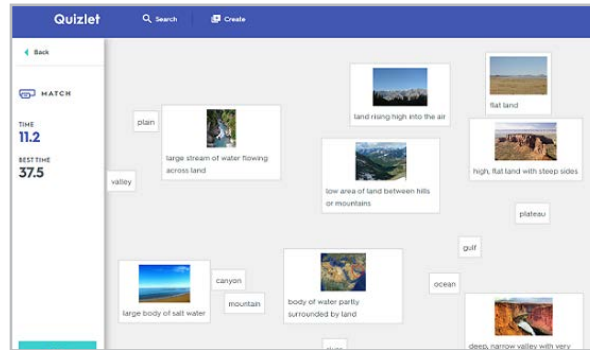 Quizlet
Search
Create
Back
MATCH
TIME
11.2
BEST TIME
37.5
plain
large stream of water flowing
across land
land rising high into the air
flat land
valley
low area of land between hills
or mountains
high, flat land with steep sides
plateau
gulf
canyon
ocean
large body of salt water
mountain
body of water partly
surrounded by land
deep, narrow valley with very